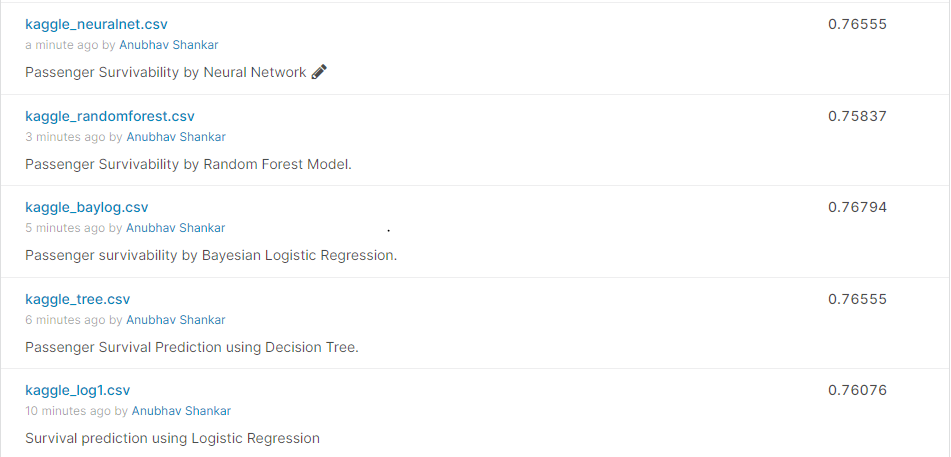 kaggle_neuralnet.csv 0.76555
a minute ago by Anubhav Shankar
Passenger Survivability by Neural Network
kaggle_randomforest.csv 0.75837
3 minutes ago by Anubhav Shankar
Passenger Survivability by Random Forest Model.
kaggle_baylog.csv 0.76794
5 minutes ago by Anubhav Shankar
Passenger survivability by Bayesian Logistic Regression.
kaggle_tree.csv 0.76555
6 minutes ago by Anubhav Shankar
Passenger Survival Prediction using Decision Tree.
kaggle_log1.csv 0.76076
10 minutes ago by Anubhav Shankar
Survival prediction using Logistic Regression